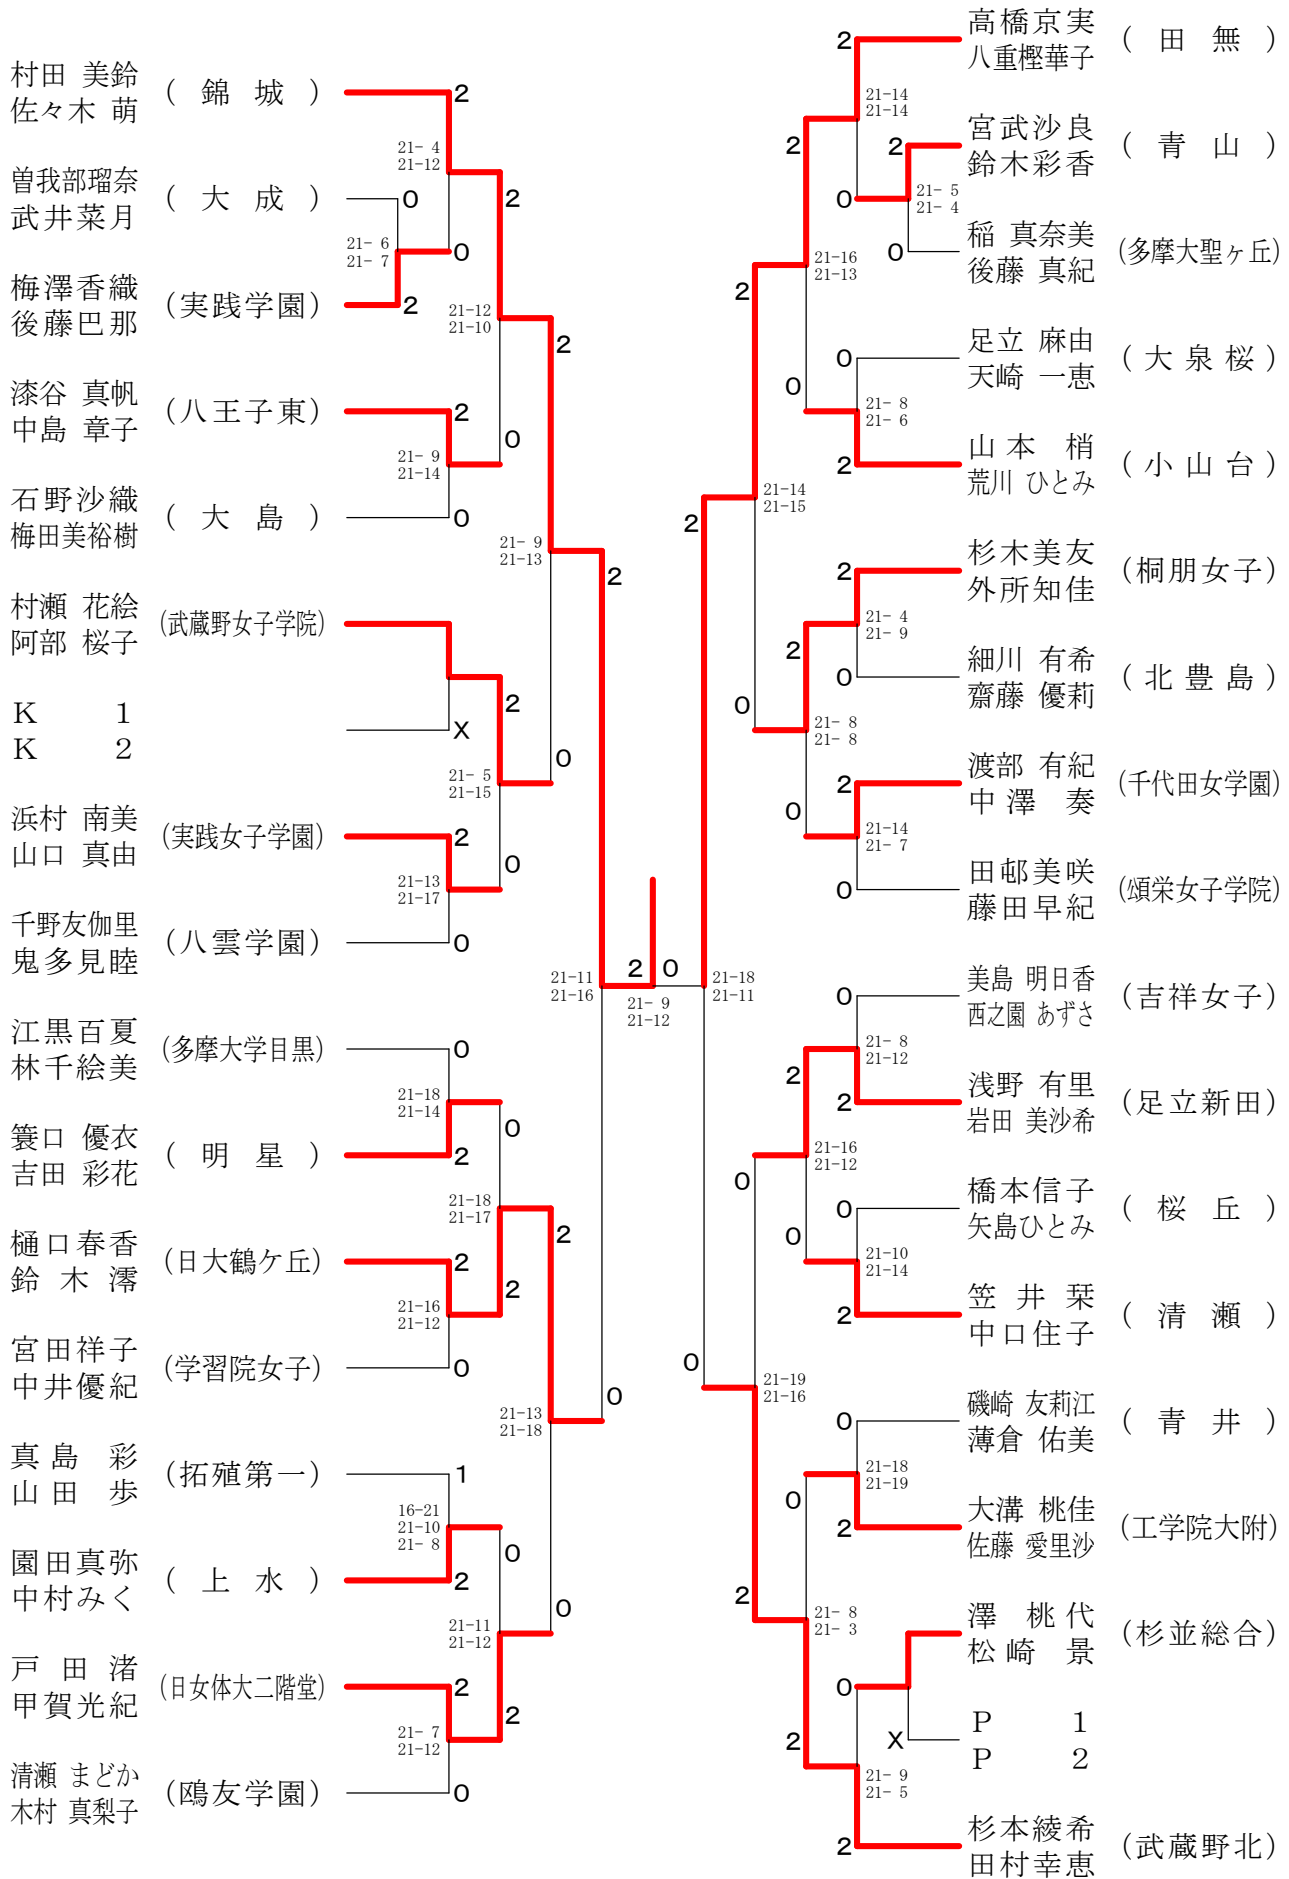 村田 美鈴
佐々木 萌
(錦城)
2
21- 4
21-12
曽我部瑠奈
武井菜月
(大成)
0
2
21- 6
21- 7
0
梅澤香織
後藤巴那
(実践学園)
2
21-12
21-10
2
漆谷 真帆
中島 章子
(八王子東)
2
0
21- 9
21-14
石野沙織
梅田美裕樹
(大島)
0
21- 9
21-13
2
村瀬 花絵
阿部 桜子
(武蔵野女子学院)
2
K 1
K 2
X
0
21- 5
21-15
浜村 南美
山口 真由
(実践女子学園)
2
0
21-13
21-17
千野友伽里
鬼多見睦
(八雲学園)
0
21-11
21-16
2
0
21- 9
21-12
江黒百夏
林千絵美
(多摩大学目黒)
0
21-18
21-14
0
簑口 優衣
吉田 彩花
(明星)
2
21-18
21-17
2
樋口春香
鈴木澪
(日大鶴ケ丘)
2
2
21-16
21-12
宮田祥子
中井優紀
(学習院女子)
0
0
21-13
21-18
真島 彩
山田 歩
(拓殖第一)
1
16-21
21-10
21- 8
0
園田真弥
中村みく
(上水)
2
0
21-11
21-12
戸田渚
甲賀光紀
(日女体大二階堂)
2
2
21- 7
21-12
清瀬 まどか
木村 真梨子
(鴎友学園)
0
高橋京実
八重樫華子
(田無)
2
21-14
21-14
宮武沙良
鈴木彩香
(青山)
2
2
0
21- 5
21- 4
稲 真奈美
後藤 真紀
(多摩大聖ヶ丘)
0
21-16
21-13
2
足立 麻由
天崎 一恵
(大泉桜)
0
0
21- 8
21- 6
山本 梢
荒川 ひとみ
(小山台)
2
21-14
21-15
2
杉木美友
外所知佳
(桐朋女子)
2
21- 4
21- 9
2
細川 有希
齋藤 優莉
(北豊島)
0
0
21- 8
21- 8
渡部 有紀
中澤 奏
(千代田女学園)
2
0
21-14
21- 7
田邨美咲
藤田早紀
(頌栄女子学院)
0
21-18
21-11
美島 明日香
西之園 あずさ
(吉祥女子)
0
21- 8
21-12
2
浅野 有里
岩田 美沙希
(足立新田)
2
21-16
21-12
0
橋本信子
矢島ひとみ
(桜丘)
0
0
21-10
21-14
笠井栞
中口住子
(清瀬)
2
0
21-19
21-16
磯崎 友莉江
薄倉 佑美
(青井)
0
21-18
21-19
0
大溝 桃佳
佐藤 愛里沙
(工学院大附)
2
2
21- 8
21- 3
澤 桃代
松崎 景
(杉並総合)
0
P 1
P 2
X
2
21- 9
21- 5
杉本綾希
田村幸恵
(武蔵野北)
2